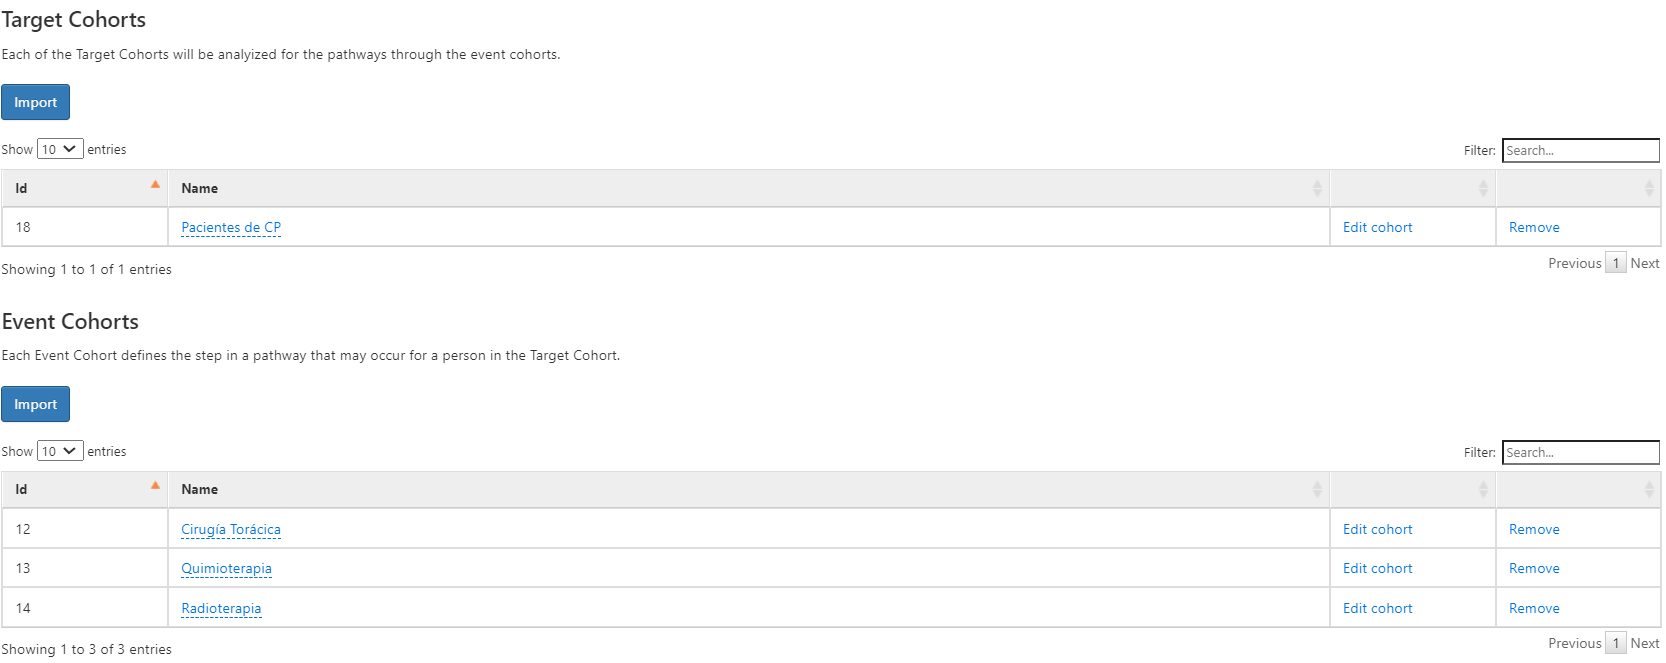 Target Cohorts
Each of the Target Cohorts will be analyized for the pathways through the event cohorts.
Import
Show 10 entries
Filter: Search...
Id Name
18 Pacientes de CP Edit cohort Remove
Showing 1 to 1 of 1 entries
Previous 1 Next
Event Cohorts
Each Event Cohort defines the step in a pathway that may occur for a person in the Target Cohort.
Import
Show 10 entries
Filter: Search...
Id Name
12 Cirugía Torácica Edit cohort Remove
13 Quimioterapia Edit cohort Remove
14 Radioterapia Edit cohort Remove
Showing 1 to 3 of 3 entries
Previous 1 Next